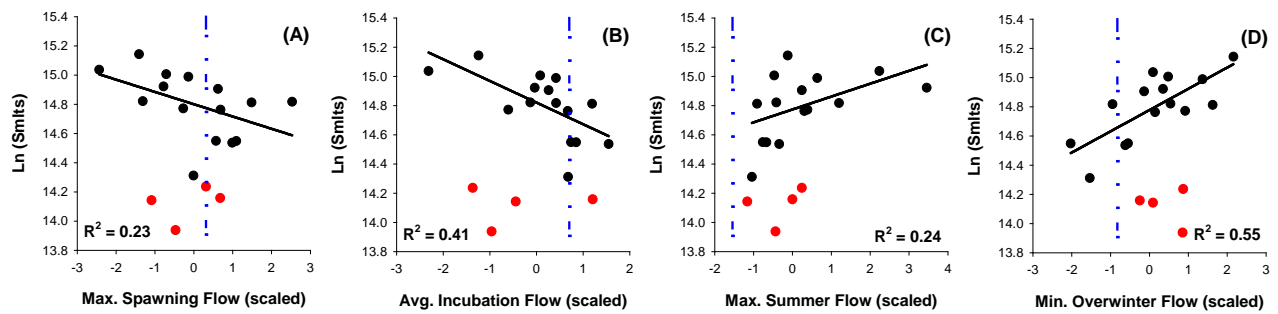 (A)
15.4
15.2
15.0
14.8
14.6
14.4
14.2
14.0
13.8
Ln (Smlts)
R² = 0.23
-3 -2 -1 0 1 2 3
Max. Spawning Flow (scaled)
(B)
15.4
15.2
15.0
14.8
14.6
14.4
14.2
14.0
13.8
Ln (Smlts)
R² = 0.41
-3 -2 -1 0 1 2
Avg. Incubation Flow (scaled)
(C)
15.4
15.2
15.0
14.8
14.6
14.4
14.2
14.0
13.8
Ln (Smlts)
R² = 0.24
-2 -1 0 1 2 3 4
Max. Summer Flow (scaled)
(D)
15.4
15.2
15.0
14.8
14.6
14.4
14.2
14.0
13.8
Ln (Smlts)
R² = 0.55
-3 -2 -1 0 1 2 3
Min. Overwinter Flow (scaled)